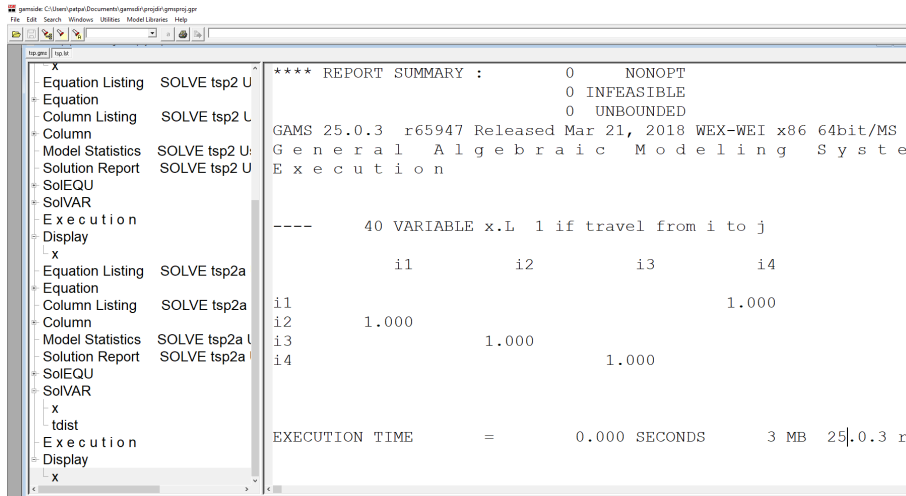 gamside: C:\Users\patpa\Documents\gamsdir\projdir\gmsproj.gpr
File Edit Search Windows Utilities Model Libraries Help
tsp.gms tsp.lst
x
Equation Listing SOLVE tsp2 U
Equation
Column Listing SOLVE tsp2 U
Column
Model Statistics SOLVE tsp2 U
Solution Report SOLVE tsp2 U
SolEQU
SolVAR
E x e c u t i o n
Display
x
Equation Listing SOLVE tsp2a
Equation
Column Listing SOLVE tsp2a
Column
Model Statistics SOLVE tsp2a U
Solution Report SOLVE tsp2a
SolEQU
SolVAR
x
tdist
E x e c u t i o n
Display
x
**** REPORT SUMMARY : 0 NONOPT
0 INFEASIBLE
0 UNBOUNDED
GAMS 25.0.3 r65947 Released Mar 21, 2018 WEX-WEI x86 64bit/MS
G e n e r a l A l g e b r a i c M o d e l i n g S y s t e
E x e c u t i o n
---- 40 VARIABLE x.L 1 if travel from i to j
i1 i2 i3 i4
i1 1.000
i2 1.000
i3 1.000
i4 1.000
EXECUTION TIME = 0.000 SECONDS 3 MB 25.0.3 r